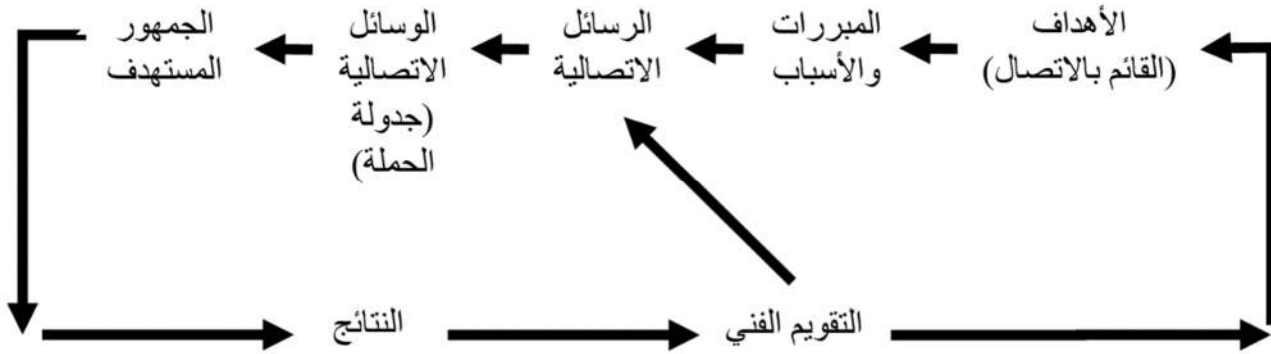 الأهداف
(القائم بالاتصال)
المبررات
والأسباب
الرسائل
الاتصالية
الوسائل
الاتصالية
(جدولة
الحملة)
الجمهور
المستهدف
النتائج
التقويم الفني